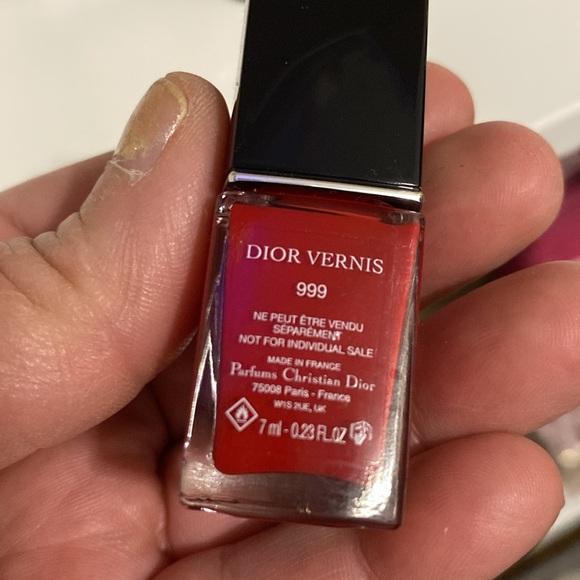 DIOR VERNIS
999
NE PEUT ÊTRE VENDU
SÉPARÉMENT
NOT FOR INDIVIDUAL SALE
MADE IN FRANCE
Parfums Christian Dior
75008 Paris - France
W1S 2UE, UK
7 ml - 0.23 FL.OZ